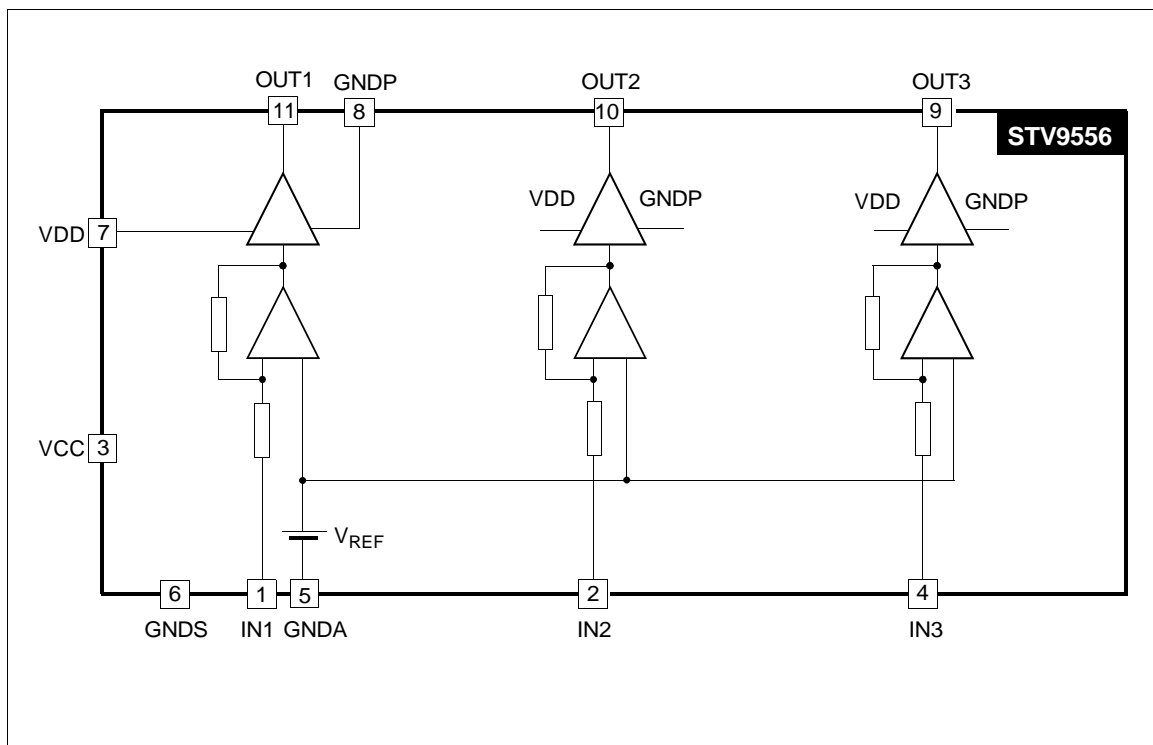 OUT1 GNDP OUT2 OUT3
11 8 10 9
STV9556
VDD GNDP VDD GNDP
VDD 7
VCC 3
VREF
6 1 5 2 4
GNDS IN1 GNDA IN2 IN3